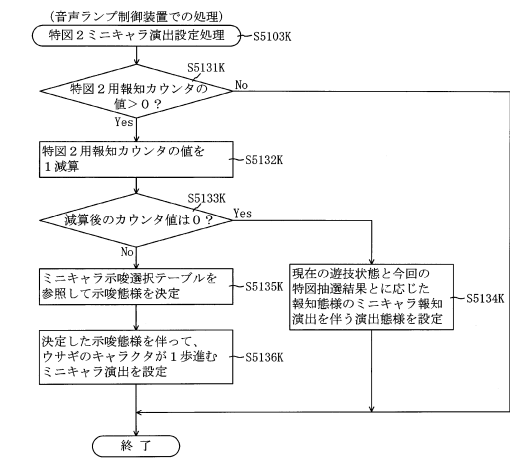 (音声ランプ制御装置での処理)
特図2ミニキャラ演出設定処理
S5103K
S5131K
特図2用報知カウンタの
値>0?
No
Yes
特図2用報知カウンタの値を
1減算
S5132K
S5133K
減算後のカウンタ値は0?
Yes
No
ミニキャラ示唆選択テーブルを
参照して示唆態様を決定
S5135K
現在の遊技状態と今回の
特図抽選結果とに応じた
報知態様のミニキャラ報知
演出を伴う演出態様を設定
S5134K
決定した示唆態様を伴って、
ウサギのキャラクタが1歩進む
ミニキャラ演出を設定
S5136K
終了